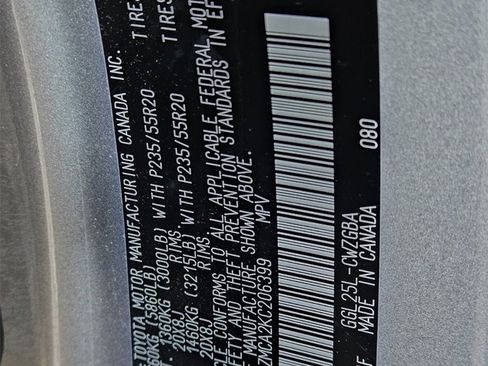 TOYOTA MOTOR MANUFACTURING CANADA INC.
(5860LB) TIRES
1360KG (3000LB) WITH P235/55R20
20X8J RIMS,
1460KG (3215LB) WITH P235/55R20 TIRES
20X8J RIMS,
CONFORMS TO ALL APPLICABLE FEDERAL MOT
SAFETY AND THEFT PREVENTION STANDARDS IN EF
F MANUFACTURE SHOWN ABOVE.
ZMCA2KC206399 MPV
080
GGL25L-CWZGBA
F MADE IN CANADA